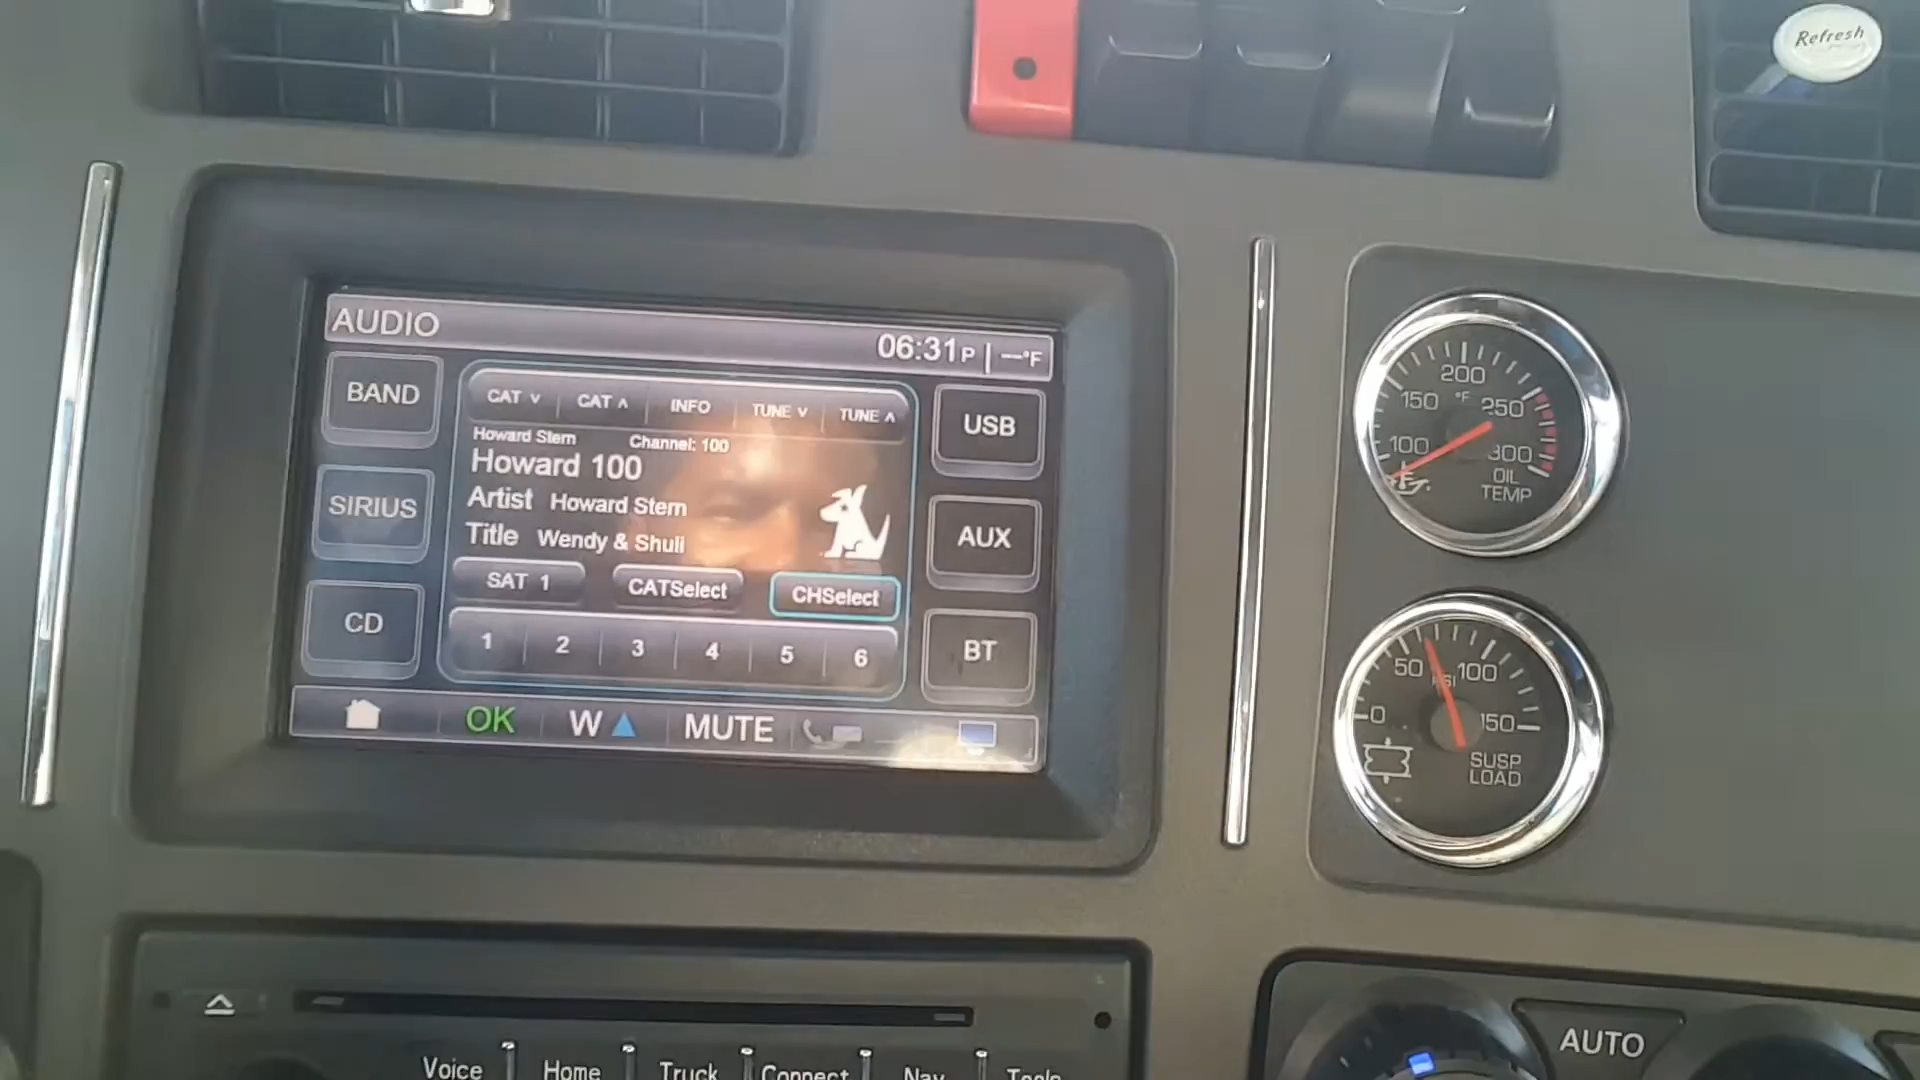 Refresh
AUDIO
06:31P | —°F
BAND
CAT ∨ CAT ∧ INFO TUNE ∨ TUNE ∧
USB
Howard Stern Channel: 100
Howard 100
Artist Howard Stern
Title Wendy & Shuli
SIRIUS
AUX
SAT 1 CATSelect CHSelect
CD
1 2 3 4 5 6
BT
OK W▲ MUTE
100 150 200 250 300
°F
OIL
TEMP
0 50 100 150
PSI
SUSP
LOAD
AUTO
Voice Home Truck Connect Nav Tools